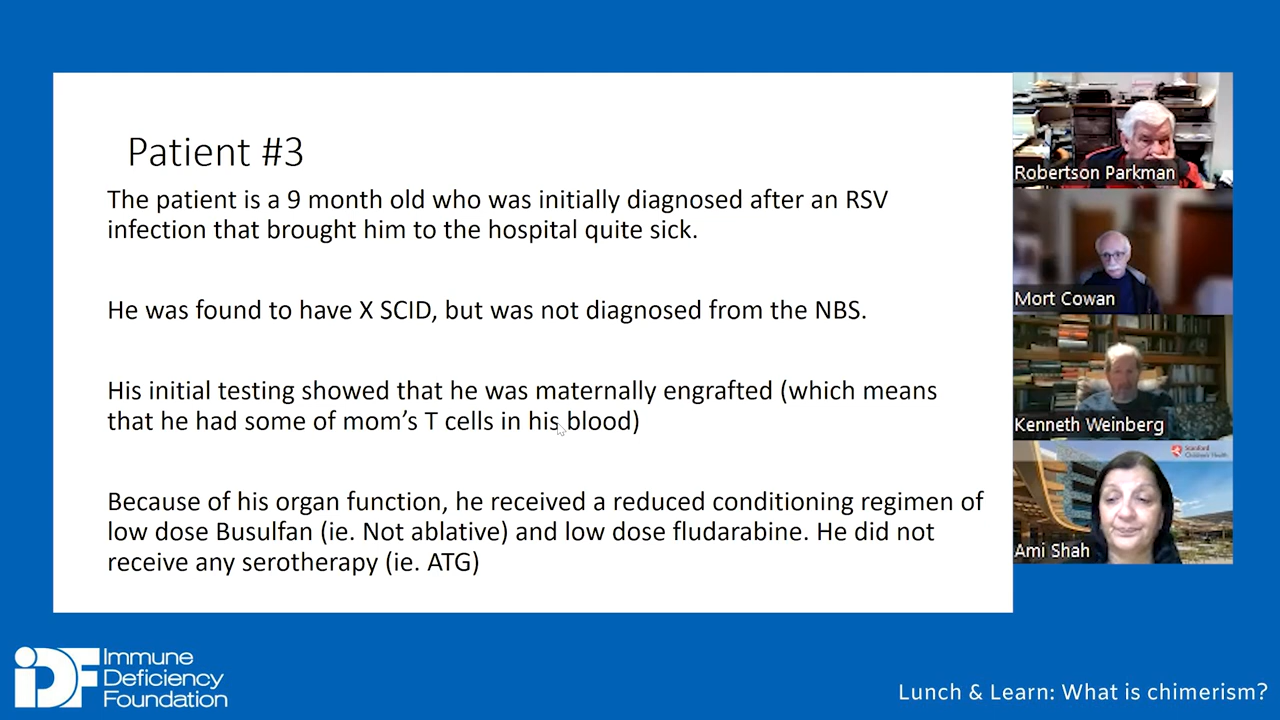 Patient #3
The patient is a 9 month old who was initially diagnosed after an RSV
infection that brought him to the hospital quite sick.
He was found to have X SCID, but was not diagnosed from the NBS.
His initial testing showed that he was maternally engrafted (which means
that he had some of mom’s T cells in his blood)
Because of his organ function, he received a reduced conditioning regimen of
low dose Busulfan (ie. Not ablative) and low dose fludarabine. He did not
receive any serotherapy (ie. ATG)
Robertson Parkman
Mort Cowan
Kenneth Weinberg
Stanford
Children's Health
Ami Shah
iDF
Immune
Deficiency
Foundation
Lunch & Learn: What is chimerism?